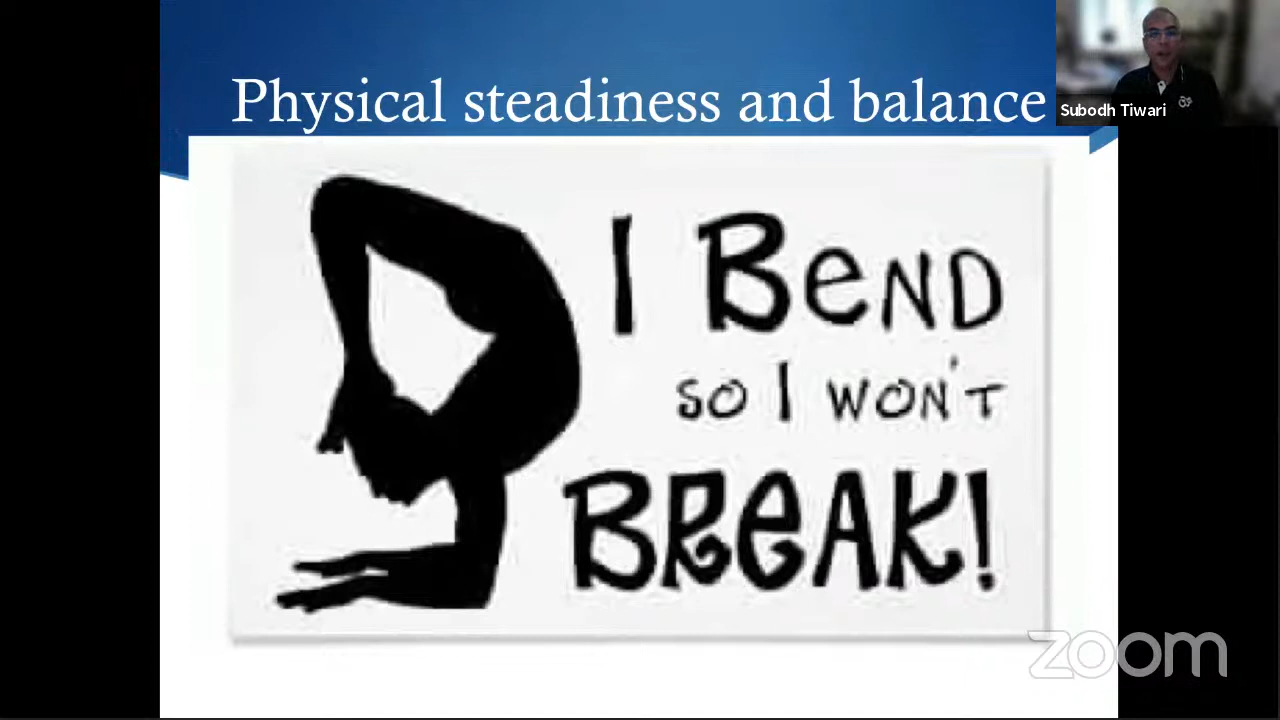 Physical steadiness and balance
Subodh Tiwari
I BeND
SO I WON'T
BReAK!
zoom